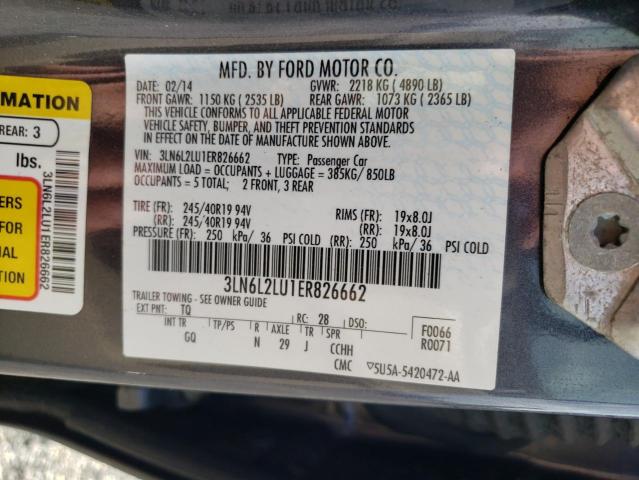 MFD. BY FORD MOTOR CO.
DATE: 02/14 GVWR: 2218 KG ( 4890 LB)
FRONT GAWR: 1150 KG ( 2535 LB) REAR GAWR: 1073 KG ( 2365 LB)
THIS VEHICLE CONFORMS TO ALL APPLICABLE FEDERAL MOTOR
VEHICLE SAFETY, BUMPER, AND THEFT PREVENTION STANDARDS
IN EFFECT ON THE DATE OF MANUFACTURE SHOWN ABOVE.
VIN: 3LN6L2LU1ER826662 TYPE: Passenger Car
MAXIMUM LOAD = OCCUPANTS + LUGGAGE = 385KG/ 850LB
OCCUPANTS = 5 TOTAL; 2 FRONT, 3 REAR
TIRE (FR): 245/40R19 94V RIMS (FR): 19x8.0J
(RR): 245/40R19 94V (RR): 19x8.0J
PRESSURE (FR): 250 kPa/ 36 PSI COLD (RR): 250 kPa/ 36 PSI COLD
3LN6L2LU1ER826662
TRAILER TOWING - SEE OWNER GUIDE
EXT PNT: TQ RC: 28 DSO: F0066
R0071
INT TR TP/PS R AXLE TR SPR
GQ N 29 J CCHH
CMC 5U5A-5420472-AA
RMATION
REAR: 3
lbs.
3LN6L2LU1ER826662
IERS
FOR
NAL